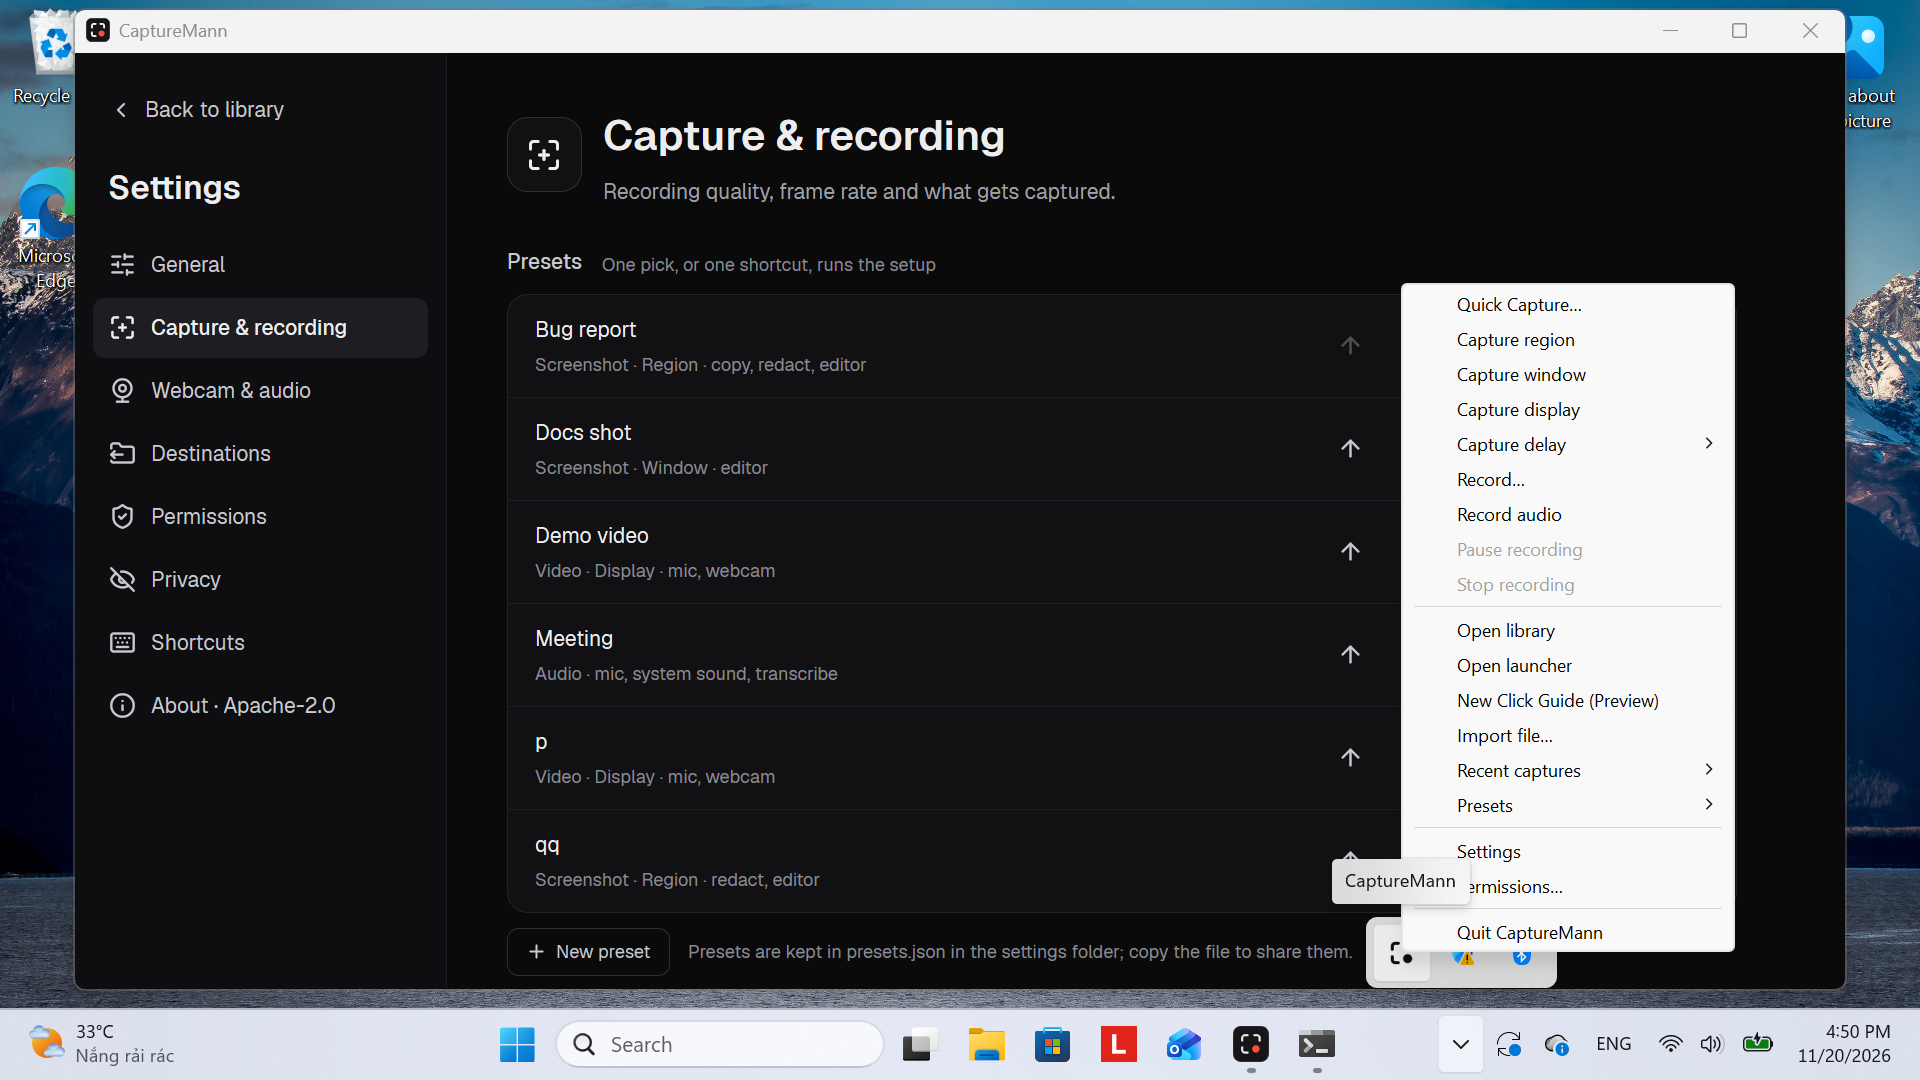 CaptureMann
Recycle
about
icture
Micros
Edge
Back to library
Settings
General
Capture & recording
Webcam & audio
Destinations
Permissions
Privacy
Shortcuts
About · Apache-2.0
Capture & recording
Recording quality, frame rate and what gets captured.
Presets One pick, or one shortcut, runs the setup
Bug report
Screenshot · Region · copy, redact, editor
Docs shot
Screenshot · Window · editor
Demo video
Video · Display · mic, webcam
Meeting
Audio · mic, system sound, transcribe
p
Video · Display · mic, webcam
qq
Screenshot · Region · redact, editor
New preset
Presets are kept in presets.json in the settings folder; copy the file to share them.
Quick Capture...
Capture region
Capture window
Capture display
Capture delay
Record...
Record audio
Pause recording
Stop recording
Open library
Open launcher
New Click Guide (Preview)
Import file...
Recent captures
Presets
Settings
ermissions...
Quit CaptureMann
CaptureMann
33°C
Nắng rải rác
Search
L
ENG
4:50 PM
11/20/2026